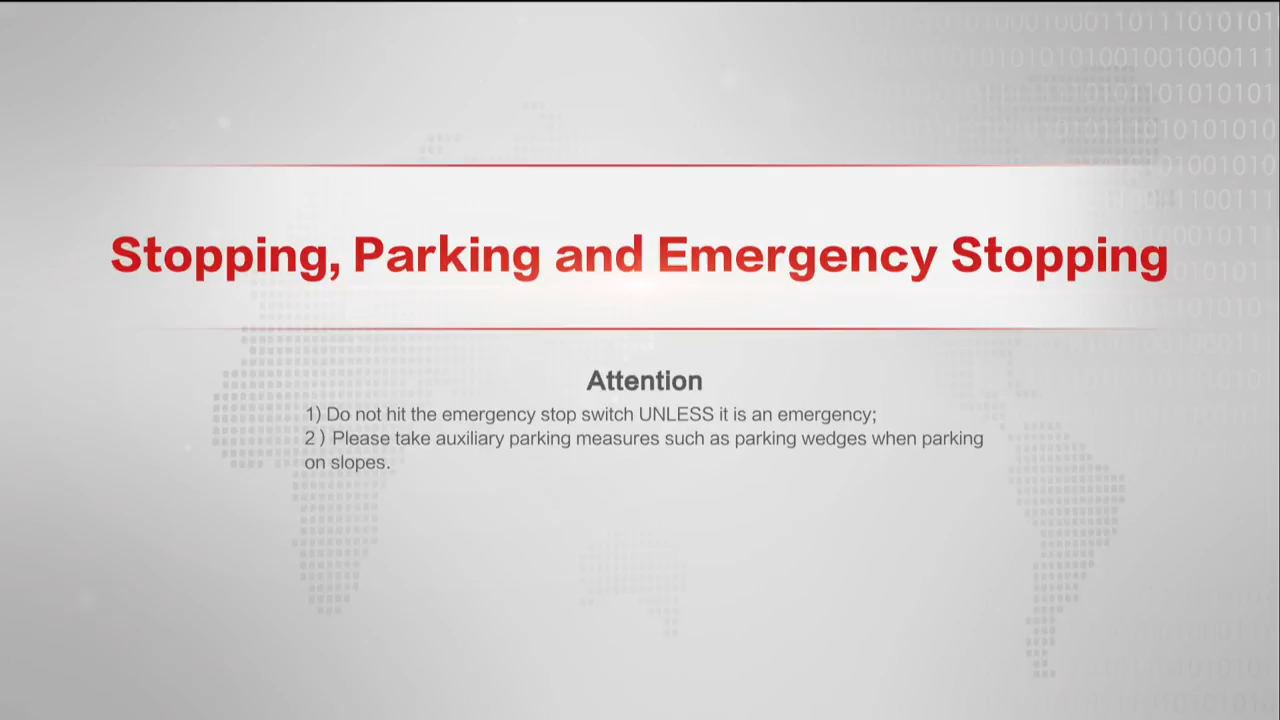 Stopping, Parking and Emergency Stopping
Attention
1) Do not hit the emergency stop switch UNLESS it is an emergency;
2 ) Please take auxiliary parking measures such as parking wedges when parking
on slopes.